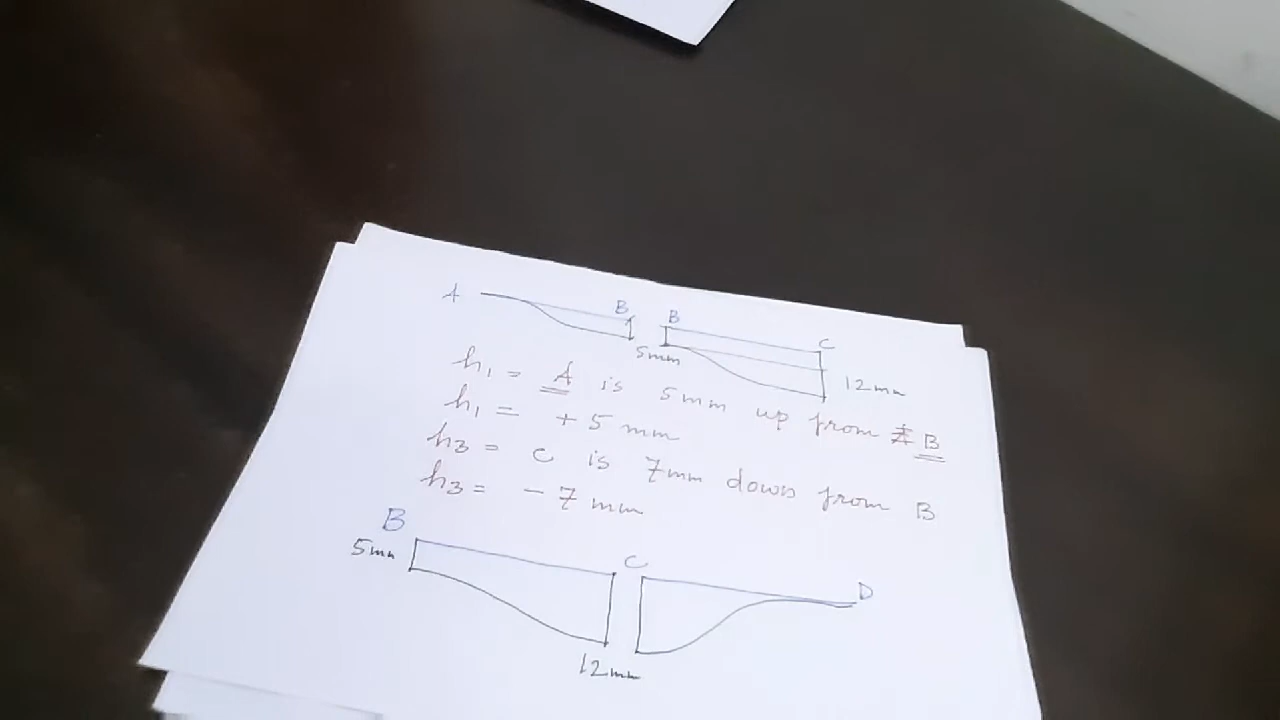 A B B C
5mm 12mm
h1 = A is 5mm up from B
h1 = + 5 mm
h3 = C is 7mm down from B
h3 = - 7 mm
B
5mm C D
12mm